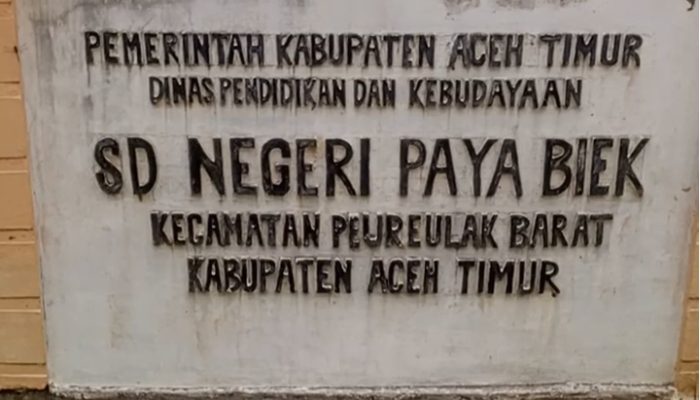 PEMERINTAH KABUPATEN ACEH TIMUR
DINAS PENDIDIKAN DAN KEBUDAYAAN
SD NEGERI PAYA BIEK
KECAMATAN PEUREULAK BARAT
KABUPATEN ACEH TIMUR